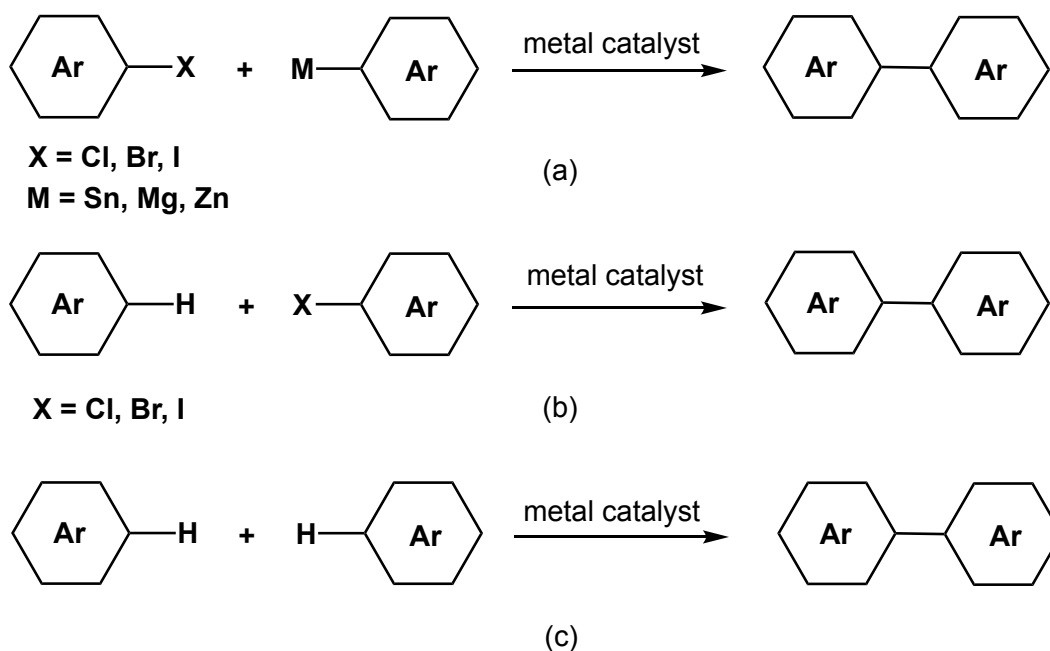 Ar X + M Ar metal catalyst Ar Ar
X = Cl, Br, I
M = Sn, Mg, Zn
(a)
Ar H + X Ar metal catalyst Ar Ar
X = Cl, Br, I
(b)
Ar H + H Ar metal catalyst Ar Ar
(c)